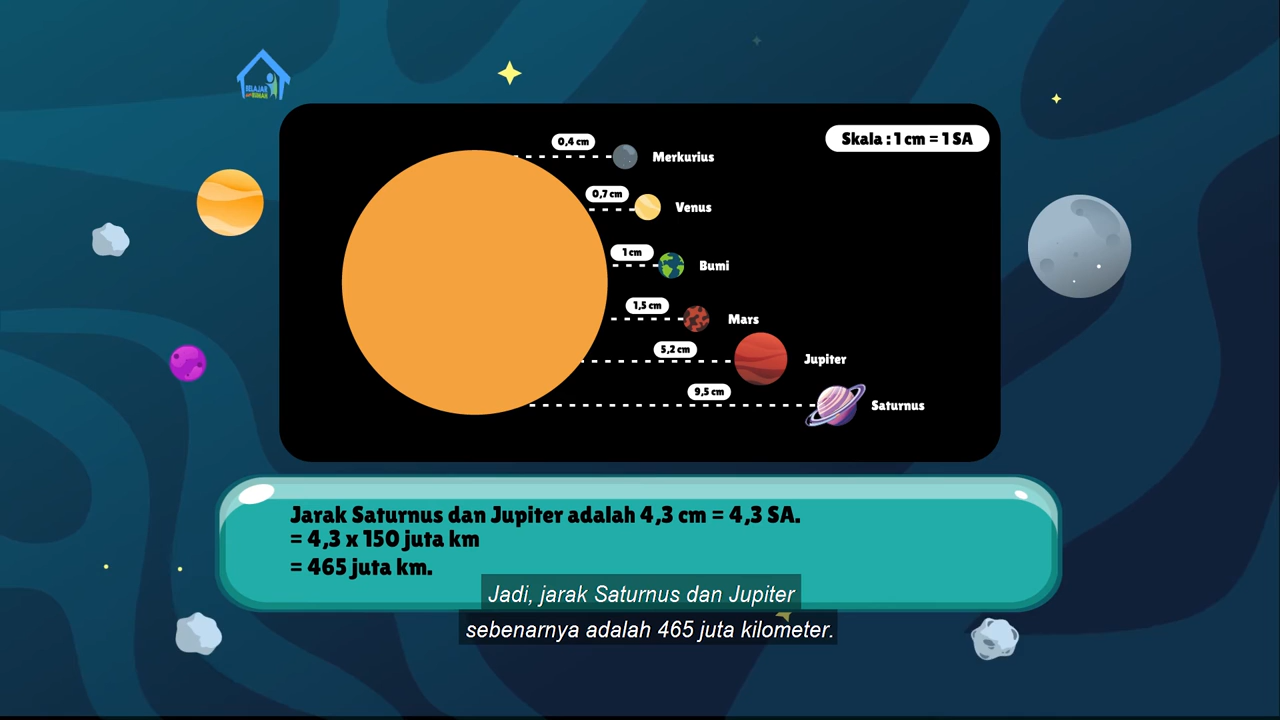 BELAJAR
Skala : 1 cm = 1 SA
0,4 cm
Merkurius
0,7 cm
Venus
1 cm
Bumi
1,5 cm
Mars
5,2 cm
Jupiter
9,5 cm
Saturnus
Jarak Saturnus dan Jupiter adalah 4,3 cm = 4,3 SA.
= 4,3 x 150 juta km
= 465 juta km.
Jadi, jarak Saturnus dan Jupiter
sebenarnya adalah 465 juta kilometer.